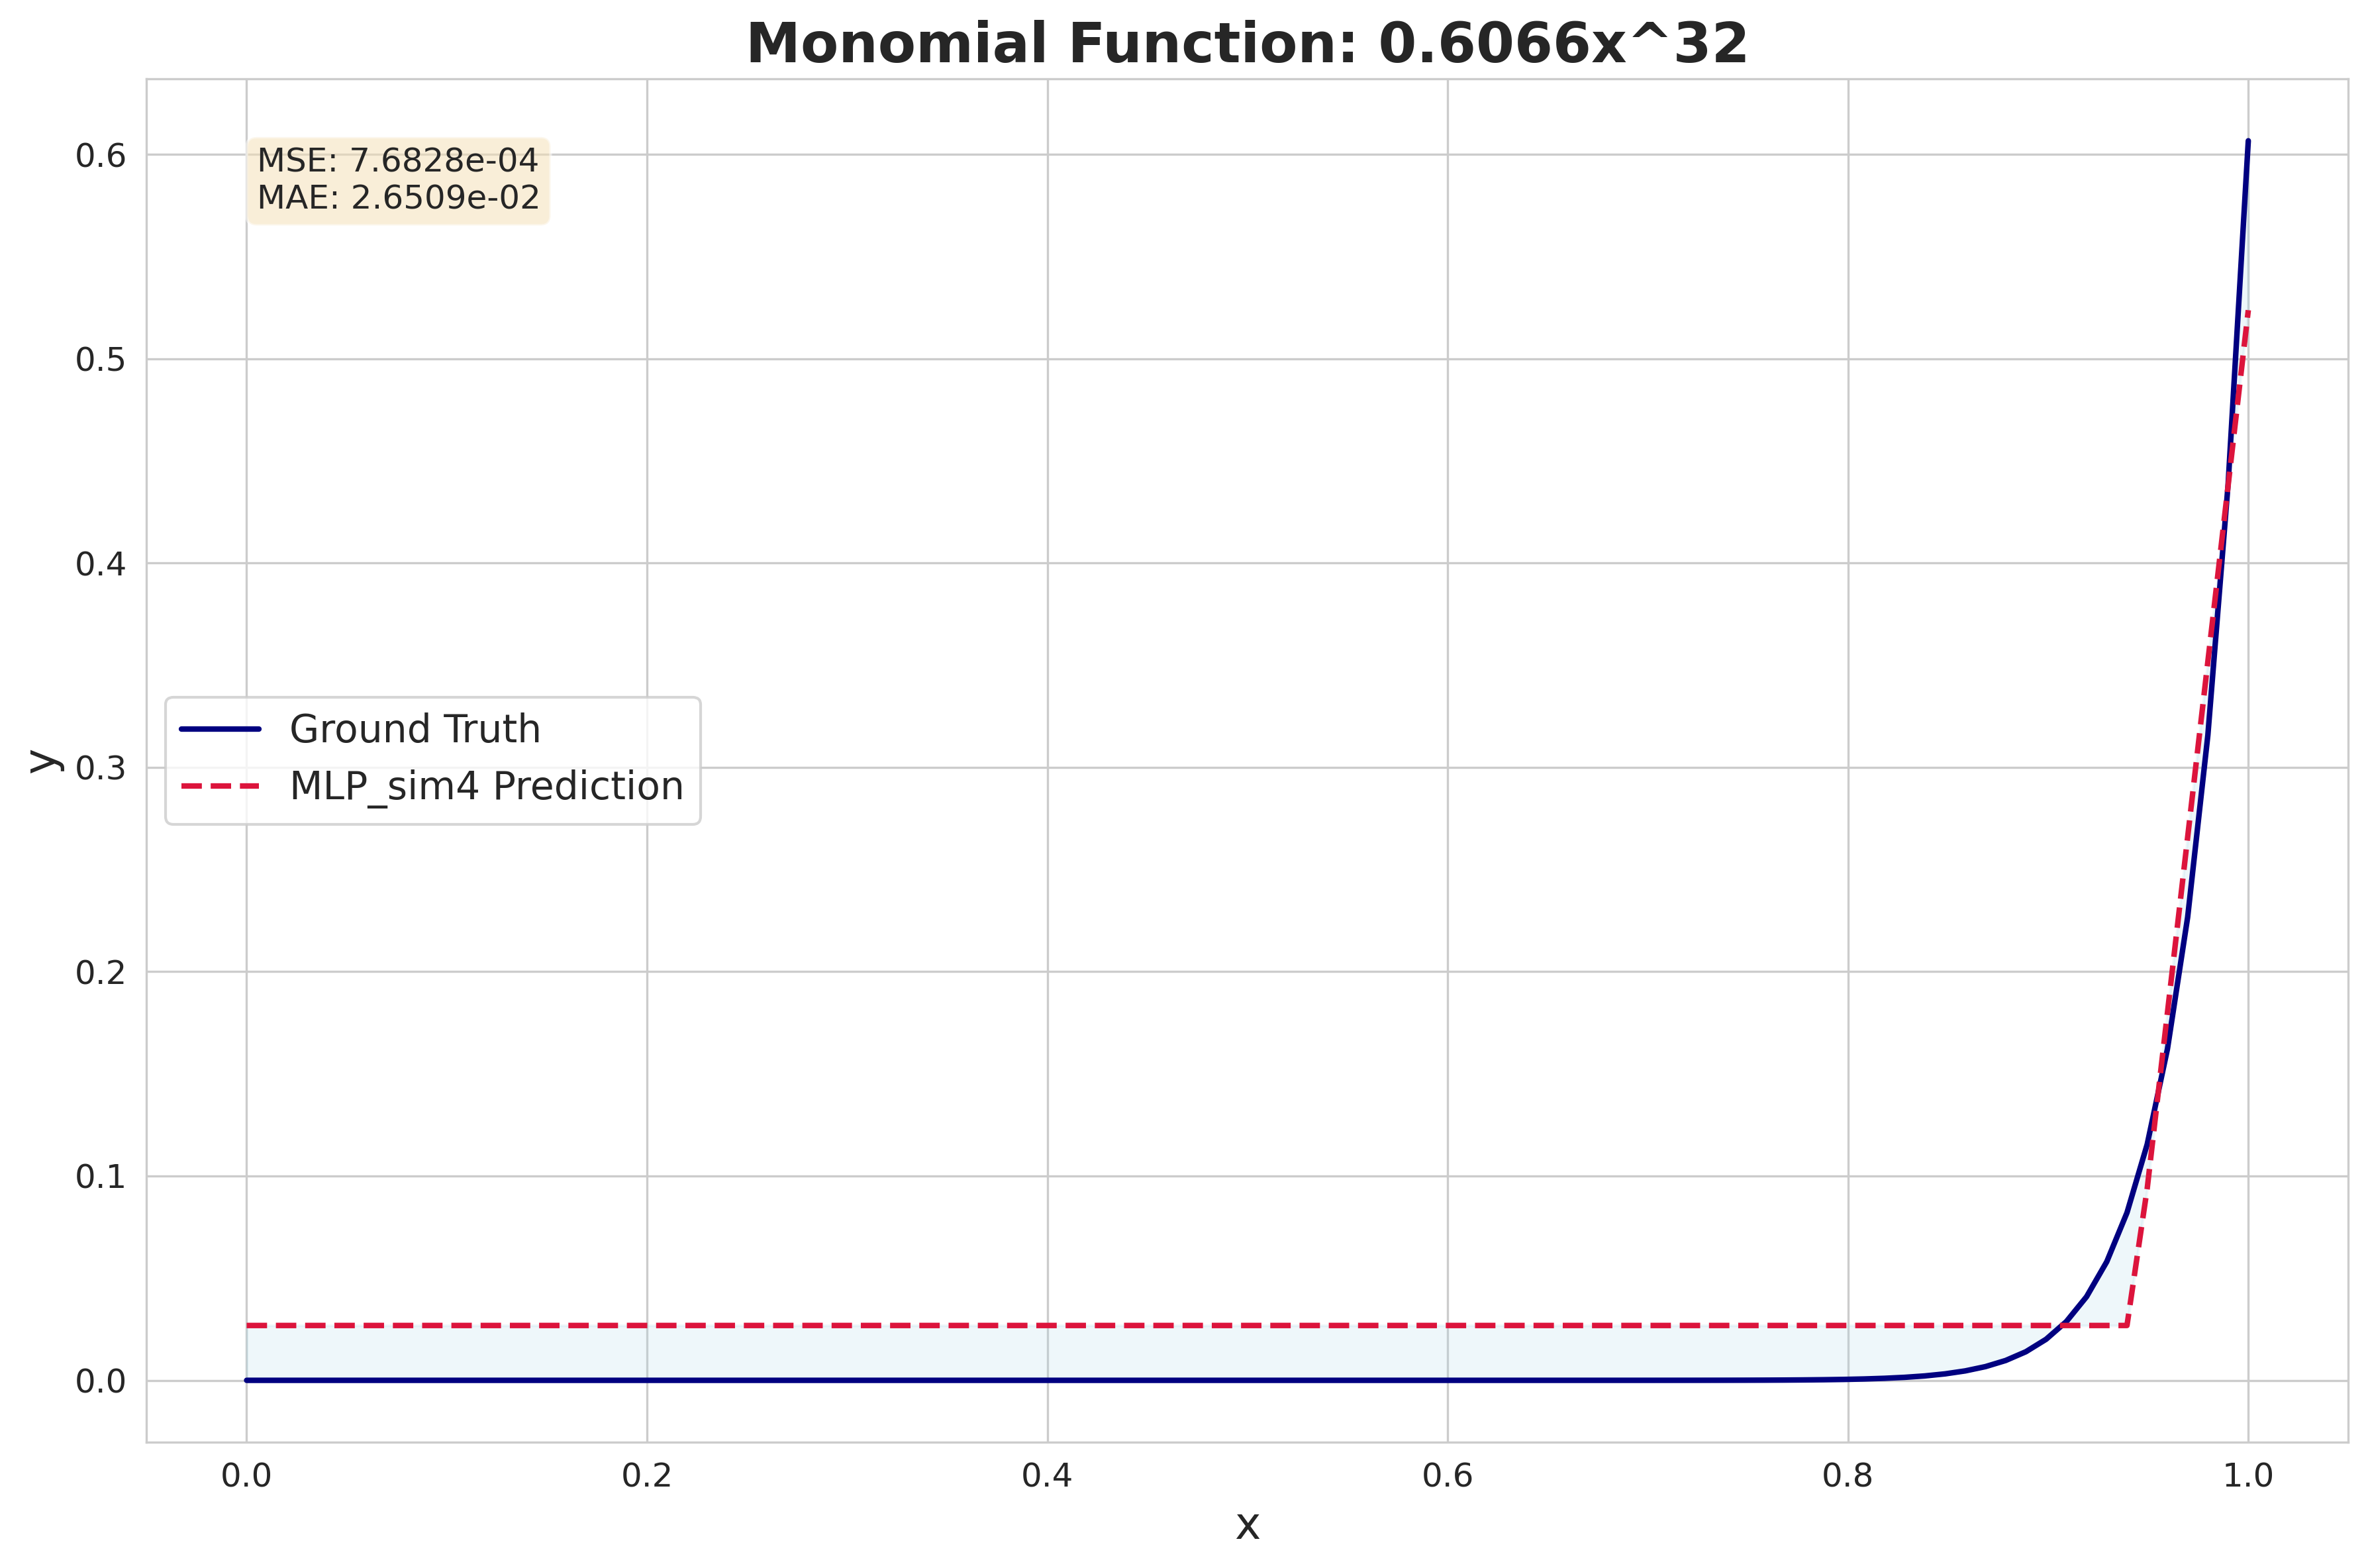 Monomial Function: 0.6066x^32
MSE: 7.6828e-04
MAE: 2.6509e-02
0.6
0.5
0.4
0.3
0.2
0.1
0.0
y
Ground Truth
MLP_sim4 Prediction
0.0 0.2 0.4 0.6 0.8 1.0
x